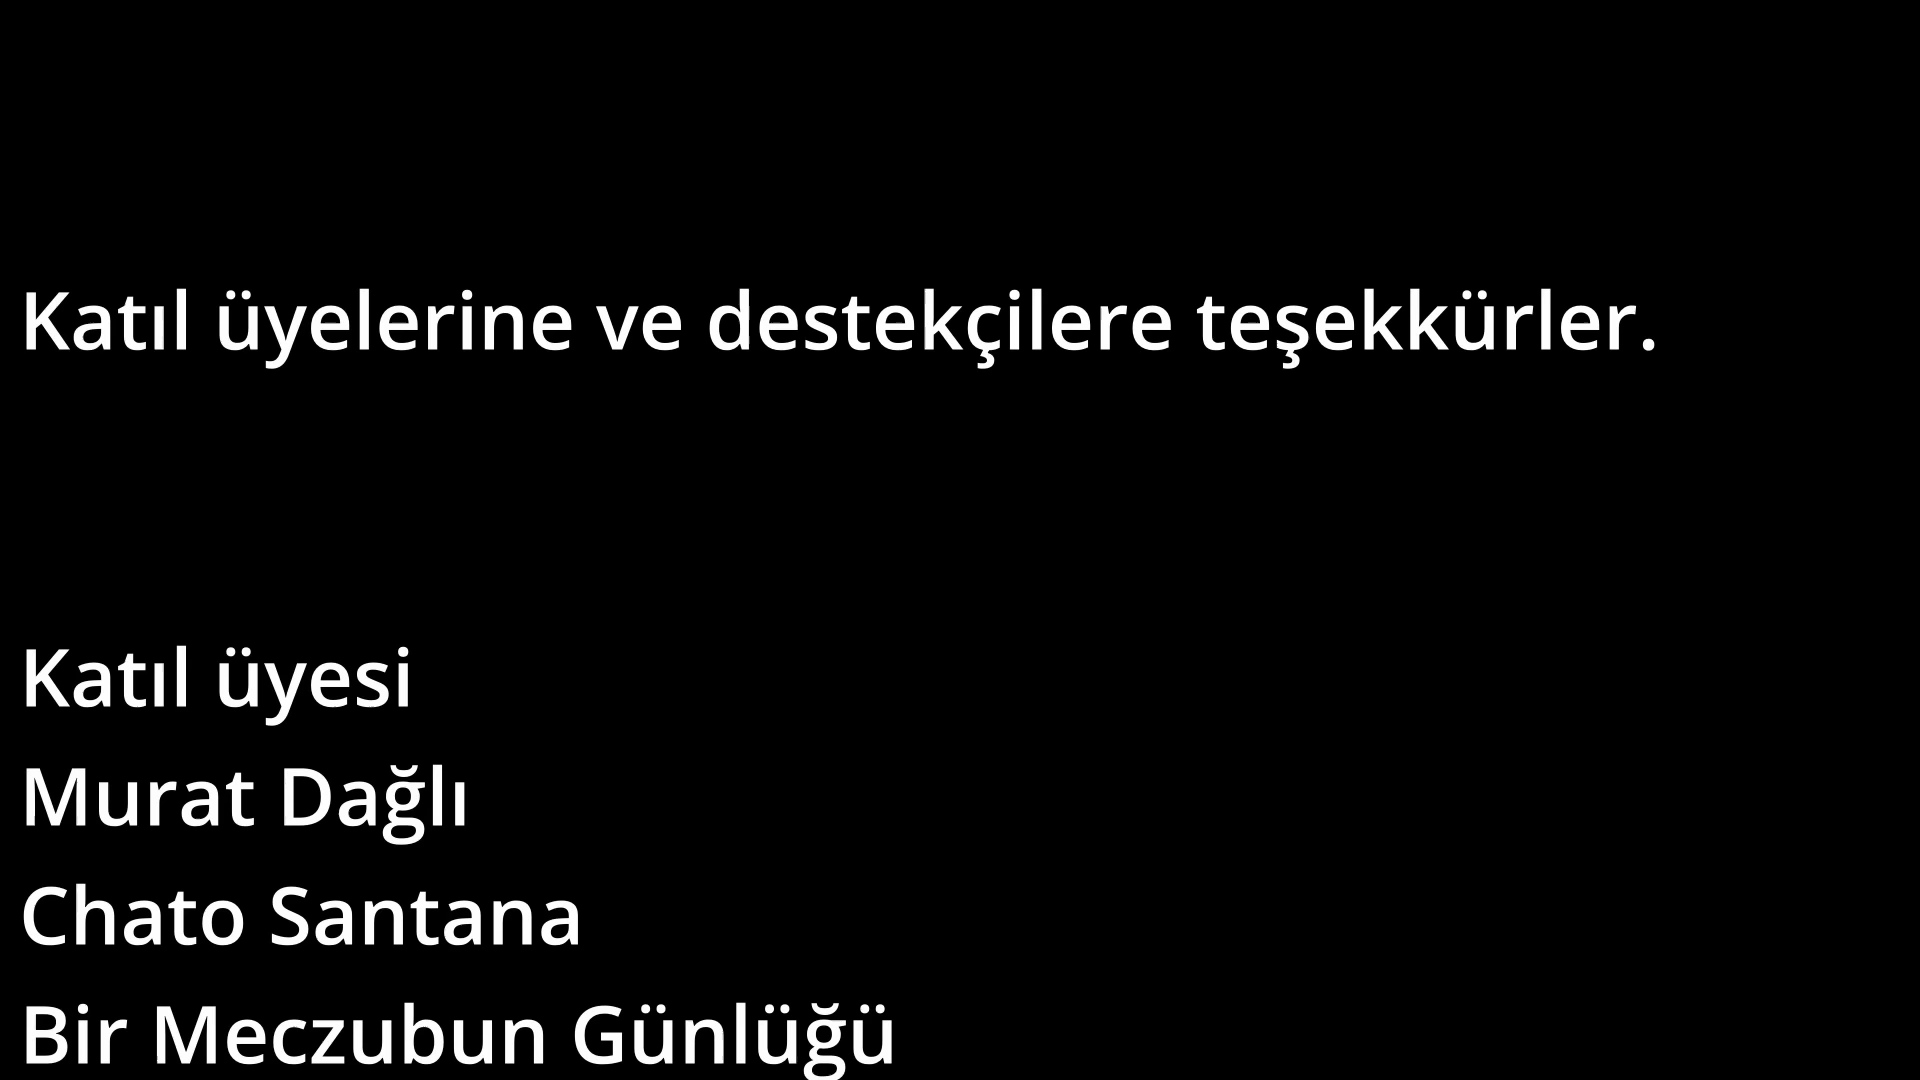 Katıl üyelerine ve destekçilere teşekkürler.
Katıl üyesi
Murat Dağlı
Chato Santana
Bir Meczubun Günlüğü